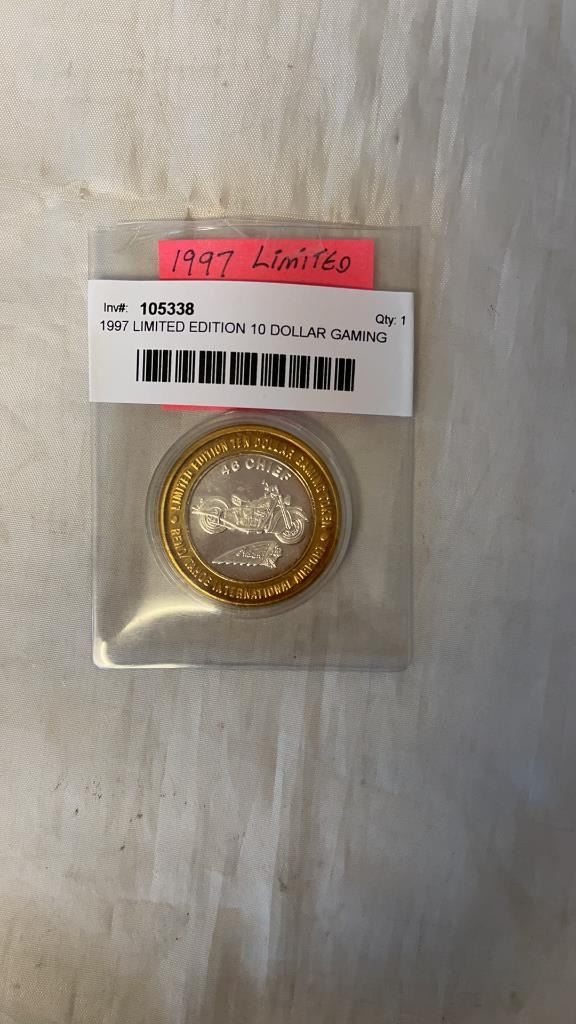 1997 LIMITED
Inv#: 105338 Qty: 1
1997 LIMITED EDITION 10 DOLLAR GAMING
LIMITED EDITION TEN DOLLAR GAMING TOKEN
46 CHIEF
RENO/TAHOE INTERNATIONAL AIRPORT